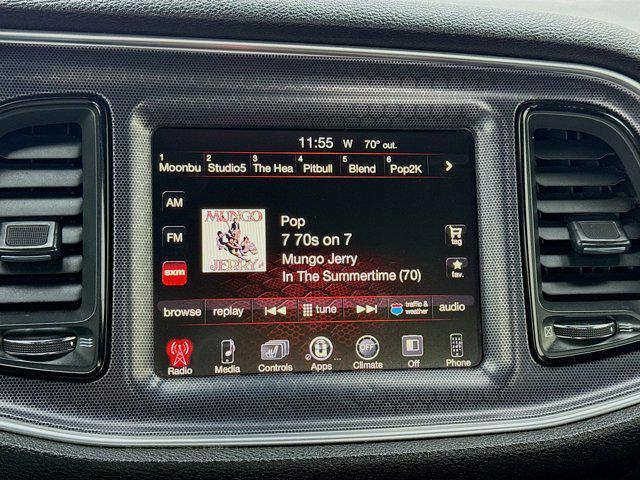 11:55 W 70° out.
1 Moonbu 2 Studio5 3 The Hea 4 Pitbull 5 Blend 6 Pop2K
AM
FM
sxm
MUNGO
JERRY
Pop
7 70s on 7
Mungo Jerry
In The Summertime (70)
tag
fav.
browse replay tune traffic & weather audio
OFF
Radio Media Controls Apps Climate Off Phone